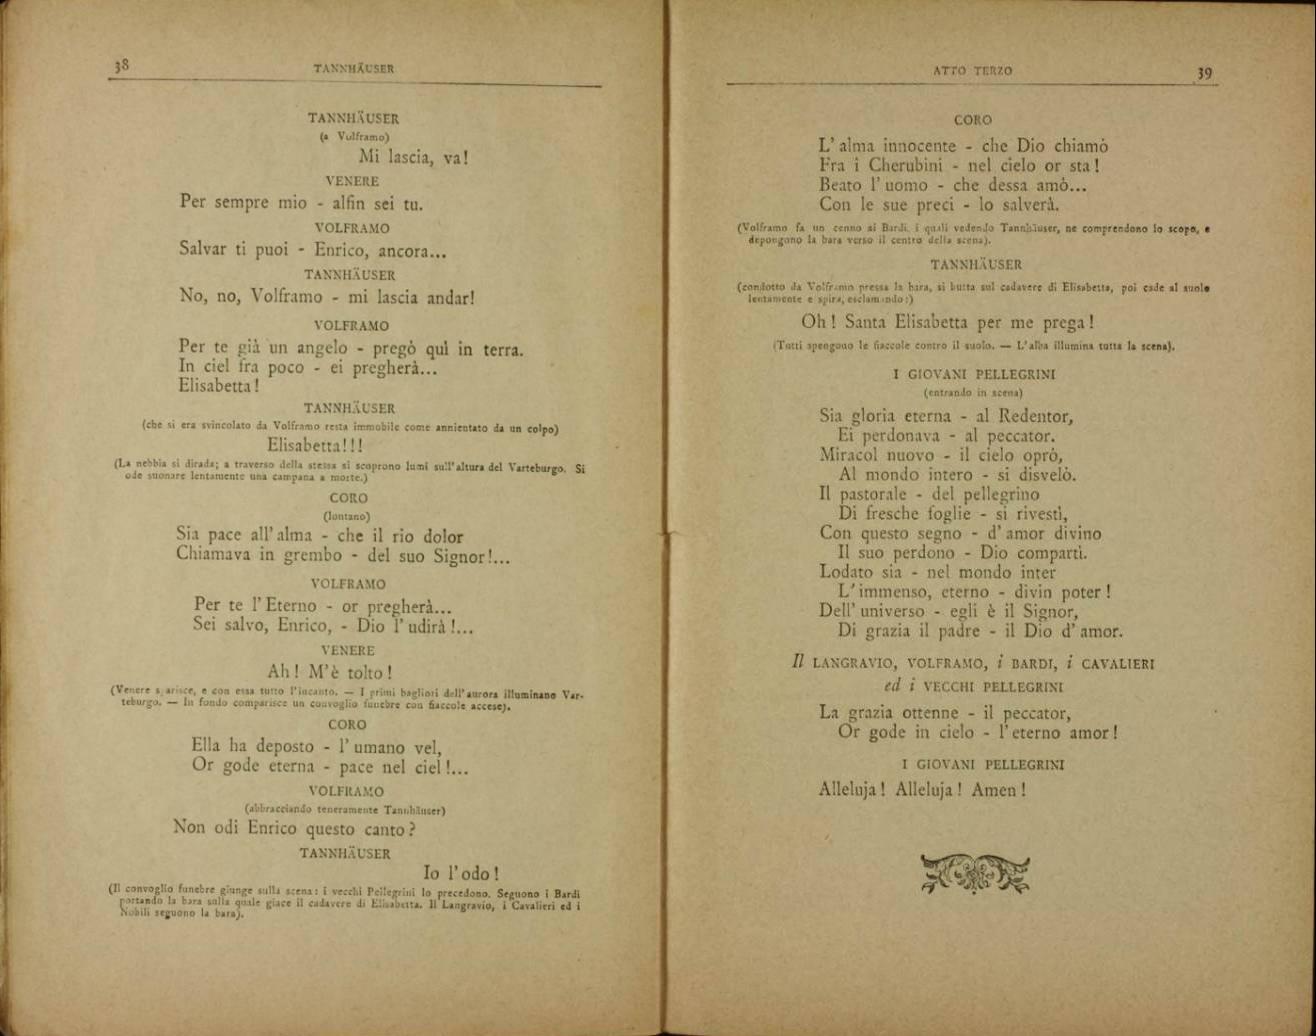 38
TANNHÄUSER
TANNHÄUSER
(a Volframo)
Mi lascia, va!
VENERE
Per sempre mio - alfin sei tu.
VOLFRAMO
Salvar ti puoi - Enrico, ancora...
TANNHÄUSER
No, no, Volframo - mi lascia andar!
VOLFRAMO
Per te già un angelo - pregò quì in terra.
In ciel fra poco - ei pregherà...
Elisabetta!
TANNHÄUSER
(che si era svincolato da Volframo resta immobile come annientato da un colpo)
Elisabetta!!!
(La nebbia si dirada; a traverso della stessa si scoprono lumi sull'altura del Varteburgo. Si
ode suonare lentamente una campana a morte.)
CORO
(lontano)
Sia pace all'alma - che il rio dolor
Chiamava in grembo - del suo Signor!...
VOLFRAMO
Per te l'Eterno - or pregherà...
Sei salvo, Enrico, - Dio l'udirà!...
VENERE
Ah! M'è tolto!
(Venere sparisce, e con essa tutto l'incanto. — I primi bagliori dell'aurora illuminano Var-
teburgo. — In fondo comparisce un convoglio funebre con fiaccole accese).
CORO
Ella ha deposto - l'umano vel,
Or gode eterna - pace nel ciel!...
VOLFRAMO
(abbracciando teneramente Tannhäuser)
Non odi Enrico questo canto?
TANNHÄUSER
Io l'odo!
(Il convoglio funebre giunge sulla scena: i vecchi Pellegrini lo precedono. Seguono i Bardi
portando la bara sulla quale giace il cadavere di Elisabetta. Il Langravio, i Cavalieri ed i
Nobili seguono la bara).
ATTO TERZO
39
CORO
L'alma innocente - che Dio chiamò
Fra i Cherubini - nel cielo or sta!
Beato l'uomo - che dessa amò...
Con le sue preci - lo salverà.
(Volframo fa un cenno ai Bardi, i quali vedendo Tannhäuser, ne comprendono lo scopo, e
depongono la bara verso il centro della scena).
TANNHÄUSER
(condotto da Volframo pressa la bara, si butta sul cadavere di Elisabetta, poi cade al suolo
lentamente e spira, esclamando:)
Oh! Santa Elisabetta per me prega!
(Tutti spengono le fiaccole contro il suolo. — L'alba illumina tutta la scena).
I GIOVANI PELLEGRINI
(entrando in scena)
Sia gloria eterna - al Redentor,
Ei perdonava - al peccator.
Miracol nuovo - il cielo oprò,
Al mondo intero - si disvelò.
Il pastorale - del pellegrino
Di fresche foglie - si rivestì,
Con questo segno - d'amor divino
Il suo perdono - Dio compartì.
Lodato sia - nel mondo inter
L'immenso, eterno - divin poter!
Dell'universo - egli è il Signor,
Di grazia il padre - il Dio d'amor.
Il LANGRAVIO, VOLFRAMO, i BARDI, i CAVALIERI
ed i VECCHI PELLEGRINI
La grazia ottenne - il peccator,
Or gode in cielo - l'eterno amor!
I GIOVANI PELLEGRINI
Alleluja! Alleluja! Amen!